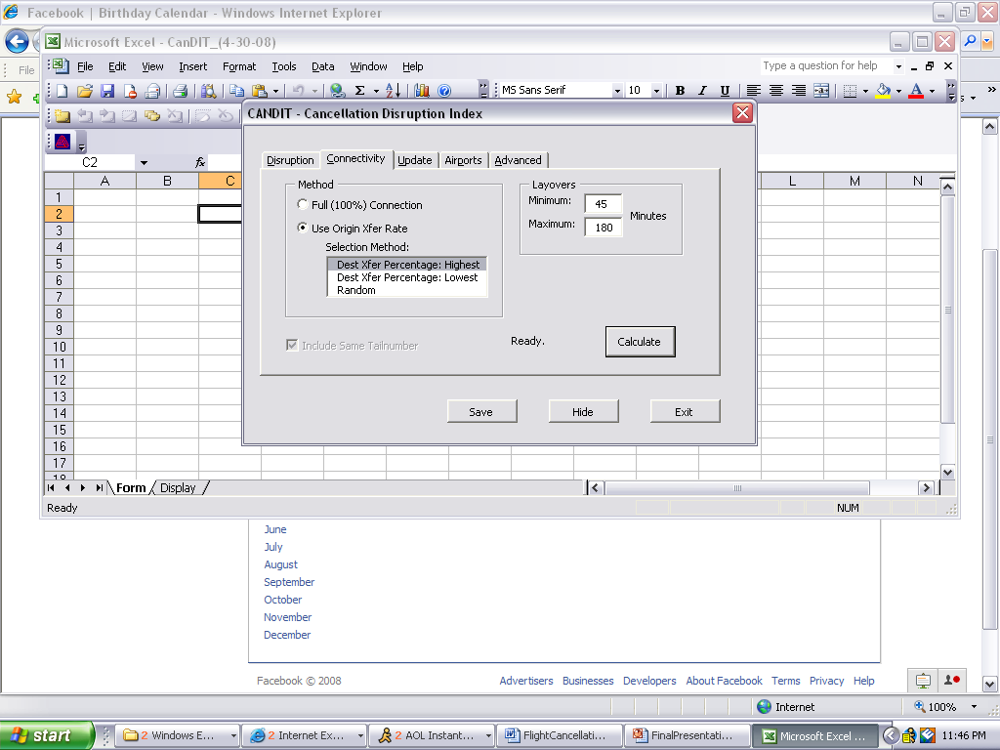 Facebook | Birthday Calendar - Windows Internet Explorer
Microsoft Excel - CanDIT_(4-30-08)
File
File Edit View Insert Format Tools Data Window Help
Type a question for help
MS Sans Serif 10 B I U
CANDIT - Cancellation Disruption Index
C2 fx
Disruption Connectivity Update Airports Advanced
A B C L M N
1
2
3
4
5
6
7
8
9
10
11
12
13
14
15
16
17
18
Method
Full (100%) Connection
Use Origin Xfer Rate
Selection Method:
Dest Xfer Percentage: Highest
Dest Xfer Percentage: Lowest
Random
Layovers
Minimum: 45
Maximum: 180
Minutes
Include Same Tailnumber
Ready.
Calculate
Save Hide Exit
Form Display
Ready
NUM
June
July
August
September
October
November
December
Facebook © 2008
Advertisers Businesses Developers About Facebook Terms Privacy Help
Internet
100%
start
2 Windows E...
2 Internet Ex...
2 AOL Instant...
FlightCancellati...
FinalPresentati...
Microsoft Excel ...
11:46 PM